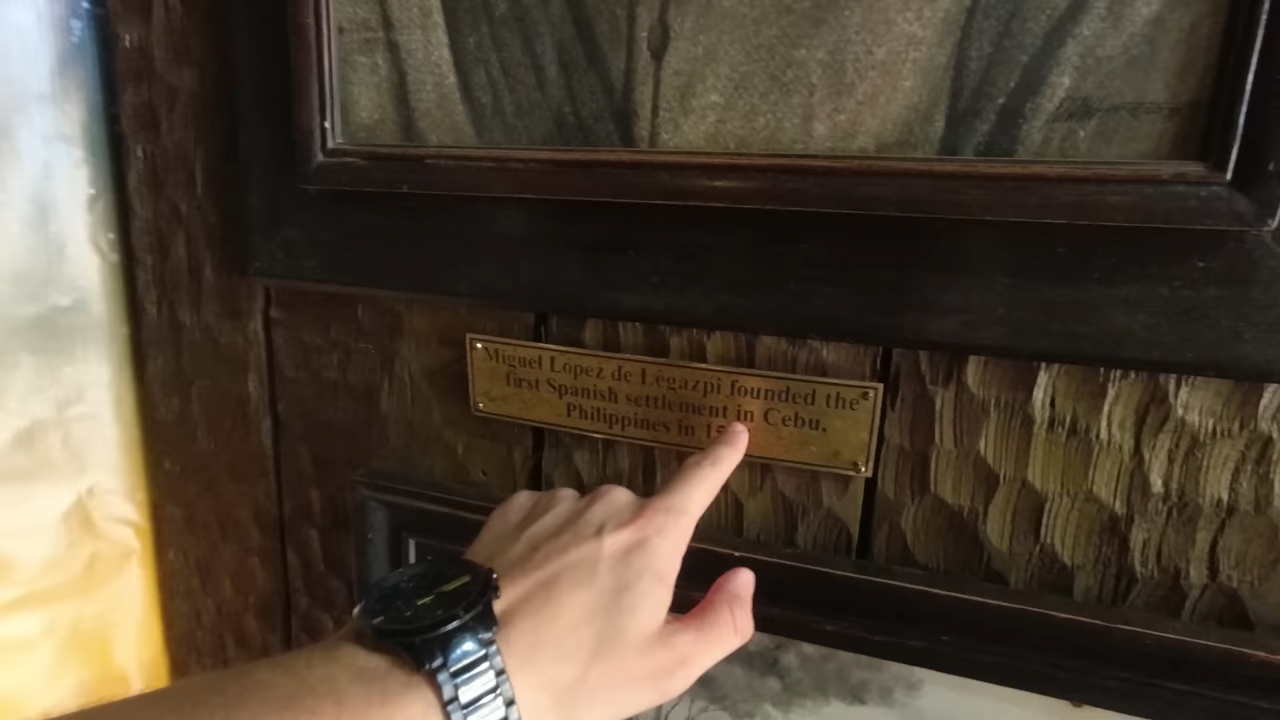 Miguel Lopez de Legazpi founded the
first Spanish settlement in Cebu,
Philippines in